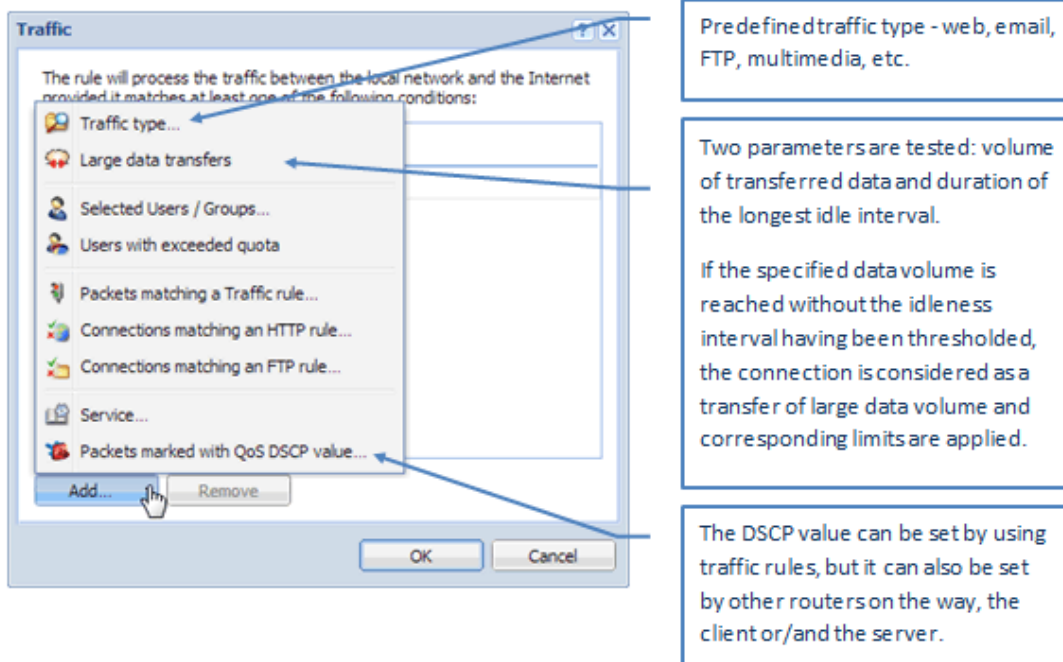 Traffic
The rule will process the traffic between the local network and the Internet
provided it matches at least one of the following conditions:
Traffic type...
Large data transfers
Selected Users / Groups...
Users with exceeded quota
Packets matching a Traffic rule...
Connections matching an HTTP rule...
Connections matching an FTP rule...
Service...
Packets marked with QoS DSCP value...
Add...
Remove
OK
Cancel
Predefined traffic type - web, email,
FTP, multimedia, etc.
Two parameters are tested: volume
of transferred data and duration of
the longest idle interval.
If the specified data volume is
reached without the idleness
interval having been thresholded,
the connection is considered as a
transfer of large data volume and
corresponding limits are applied.
The DSCP value can be set by using
traffic rules, but it can also be set
by other routers on the way, the
client or/and the server.